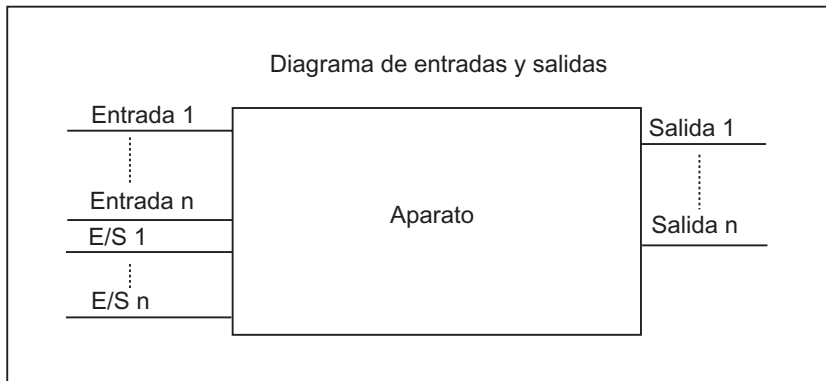 Diagrama de entradas y salidas
Entrada 1
Entrada n
E/S 1
E/S n
Aparato
Salida 1
Salida n